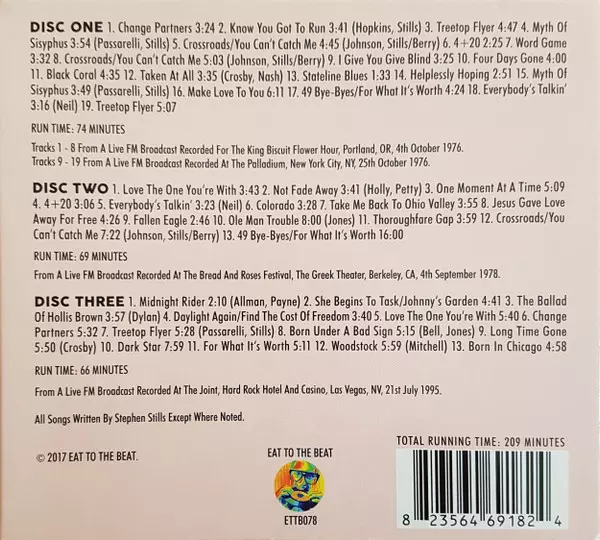 DISC ONE 1. Change Partners 3:24 2. Know You Got To Run 3:41 (Hopkins, Stills) 3. Treetop Flyer 4:47 4. Myth Of
Sisyphus 3:54 (Passarelli, Stills) 5. Crossroads/You Can't Catch Me 4:45 (Johnson, Stills/Berry) 6. 4+20 2:25 7. Word Game
3:32 8. Crossroads/You Can't Catch Me 5:03 (Johnson, Stills/Berry) 9. I Give You Give Blind 3:25 10. Four Days Gone 4:00
11. Black Coral 4:35 12. Taken At All 3:35 (Crosby, Nash) 13. Stateline Blues 1:33 14. Helplessly Hoping 2:51 15. Myth Of
Sisyphus 3:49 (Passarelli, Stills) 16. Make Love To You 6:11 17. 49 Bye-Byes/For What It's Worth 4:24 18. Everybody's Talkin'
3:16 (Neil) 19. Treetop Flyer 5:07
RUN TIME: 74 MINUTES
Tracks 1 - 8 From A Live FM Broadcast Recorded For The King Biscuit Flower Hour, Portland, OR, 4th October 1976.
Tracks 9 - 19 From A Live FM Broadcast Recorded At The Palladium, New York City, NY, 25th October 1976.
DISC TWO 1. Love The One You're With 3:43 2. Not Fade Away 3:41 (Holly, Petty) 3. One Moment At A Time 5:09
4. 4+20 3:06 5. Everybody's Talkin' 3:23 (Neil) 6. Colorado 3:28 7. Take Me Back To Ohio Valley 3:55 8. Jesus Gave Love
Away For Free 4:26 9. Fallen Eagle 2:46 10. Ole Man Trouble 8:00 (Jones) 11. Thoroughfare Gap 3:59 12. Crossroads/You
Can't Catch Me 7:22 (Johnson, Stills/Berry) 13. 49 Bye-Byes/For What It's Worth 16:00
RUN TIME: 69 MINUTES
From A Live FM Broadcast Recorded At The Bread And Roses Festival, The Greek Theater, Berkeley, CA, 4th September 1978.
DISC THREE 1. Midnight Rider 2:10 (Allman, Payne) 2. She Begins To Task/Johnny's Garden 4:41 3. The Ballad
Of Hollis Brown 3:57 (Dylan) 4. Daylight Again/Find The Cost Of Freedom 3:40 5. Love The One You're With 5:40 6. Change
Partners 5:32 7. Treetop Flyer 5:28 (Passarelli, Stills) 8. Born Under A Bad Sign 5:15 (Bell, Jones) 9. Long Time Gone
5:50 (Crosby) 10. Dark Star 7:59 11. For What It's Worth 5:11 12. Woodstock 5:59 (Mitchell) 13. Born In Chicago 4:58
RUN TIME: 66 MINUTES
From A Live FM Broadcast Recorded At The Joint, Hard Rock Hotel And Casino, Las Vegas, NV, 21st July 1995.
All Songs Written By Stephen Stills Except Where Noted.
TOTAL RUNNING TIME: 209 MINUTES
© 2017 EAT TO THE BEAT.
EAT TO THE BEAT
ETTB078
8 23564 69182 4